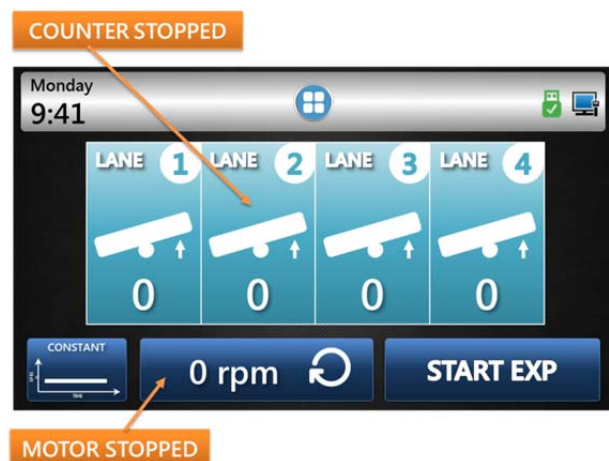 COUNTER STOPPED
Monday
9:41
LANE 1 LANE 2 LANE 3 LANE 4
0 0 0 0
CONSTANT
0 rpm
START EXP
TIME
MOTOR STOPPED